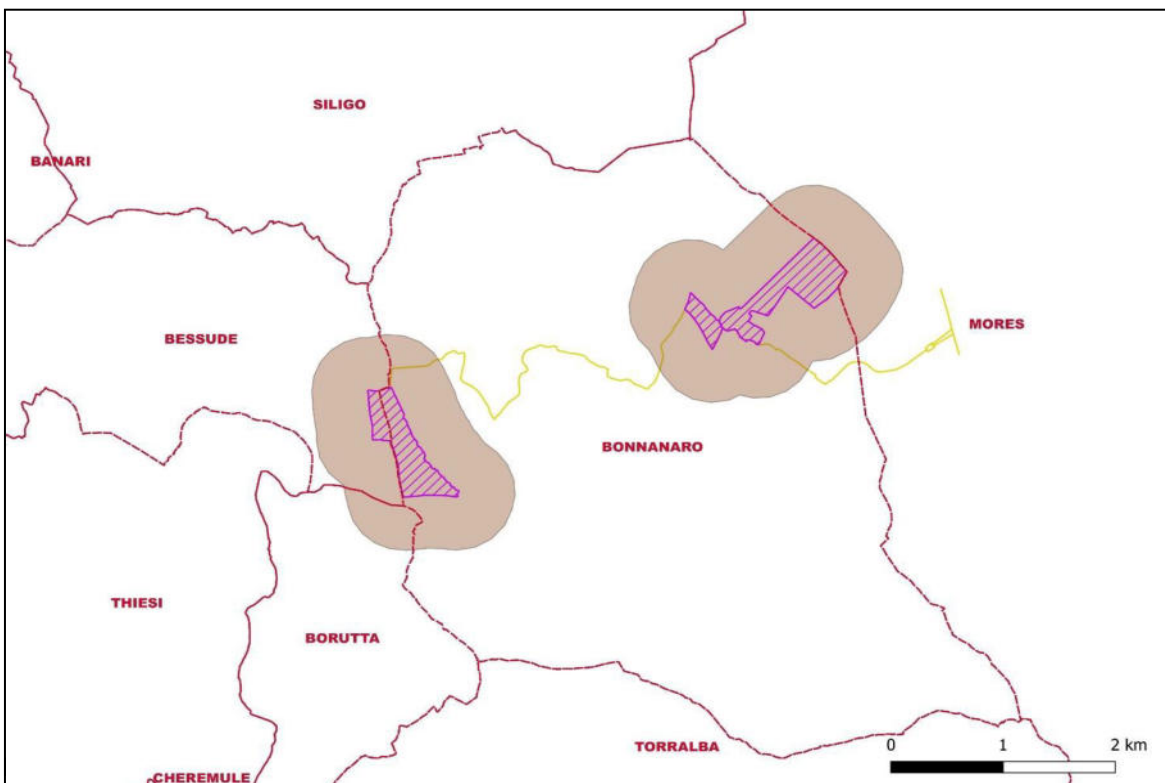 SILIGO
BANARI
MORES
BESSUDE
BONNANARO
THIESI
BORUTTA
TORRALBA
0 1 2 km
CHEREMULE